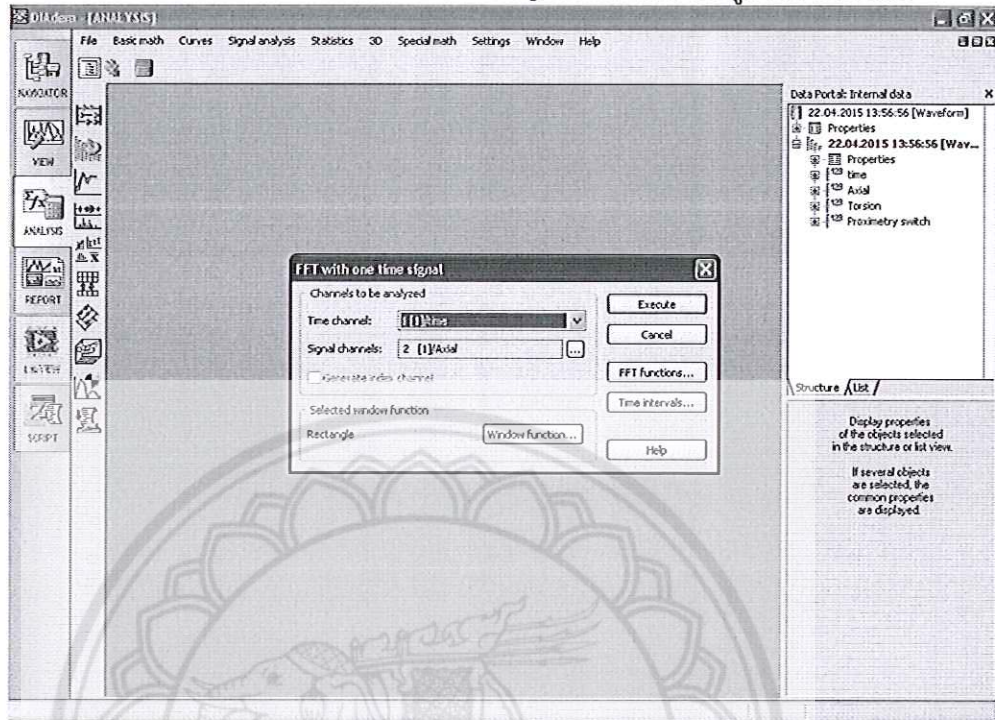 DIAdem - [ANALYSIS]
File Basic math Curves Signal analysis Statistics 3D Special math Settings Window Help
NAVIGATOR
VIEW
ANALYSIS
REPORT
SCRIPT
Data Portal: Internal data
22.04.2015 13:56:56 [Waveform]
Properties
22.04.2015 13:56:56 [Wav...
Properties
time
Axial
Torsion
Proximetry switch
Structure List
Display properties
of the objects selected
in the structure or list view.
If several objects
are selected, the
common properties
are displayed.
FFT with one time signal
Channels to be analyzed
Time channel: [1]/time
Signal channels: 2 [1]/Axial
...
Generate index channel
Selected window function
Rectangle
Window function...
Execute
Cancel
FFT functions...
Time intervals...
Help